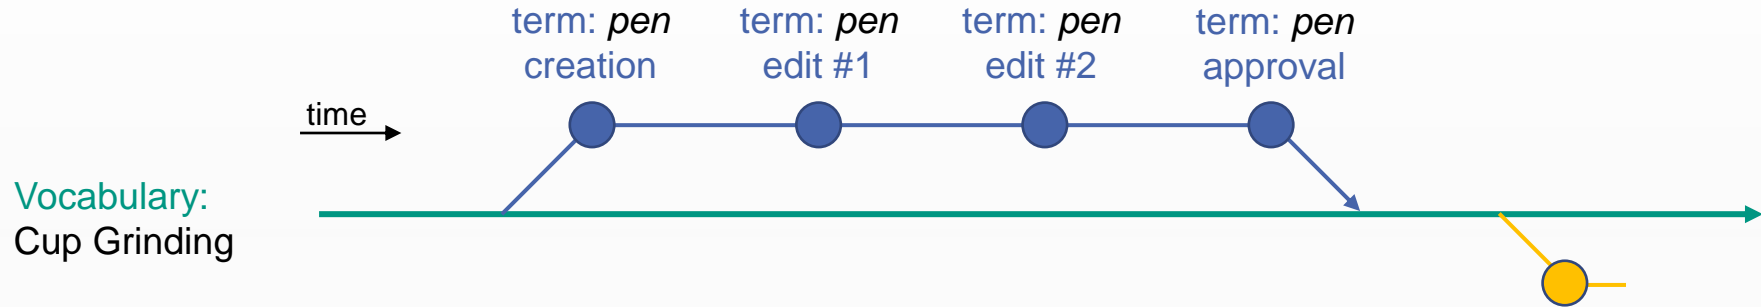 term: pen
creation
term: pen
edit #1
term: pen
edit #2
term: pen
approval
time
Vocabulary:
Cup Grinding